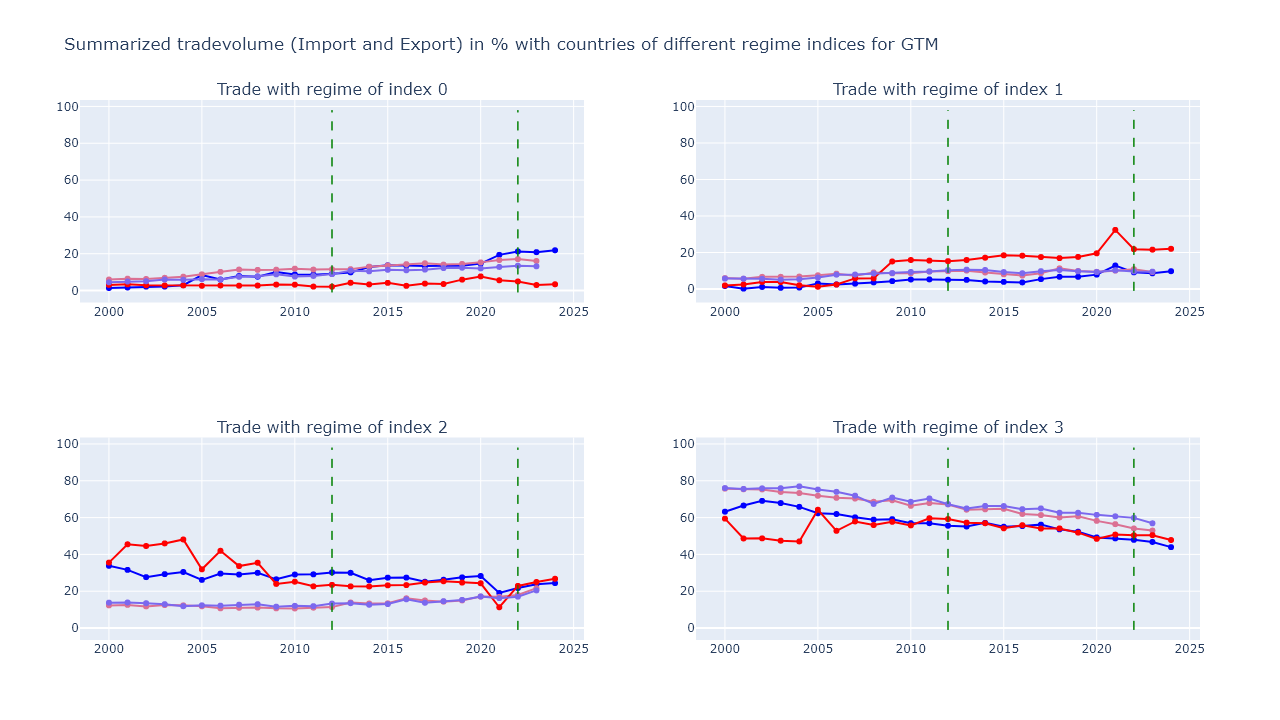 Summarized tradevolume (Import and Export) in % with countries of different regime indices for GTM
Trade with regime of index 0
100
80
60
40
20
0
2000 2005 2010 2015 2020 2025
Trade with regime of index 1
100
80
60
40
20
0
2000 2005 2010 2015 2020 2025
Trade with regime of index 2
100
80
60
40
20
0
2000 2005 2010 2015 2020 2025
Trade with regime of index 3
100
80
60
40
20
0
2000 2005 2010 2015 2020 2025